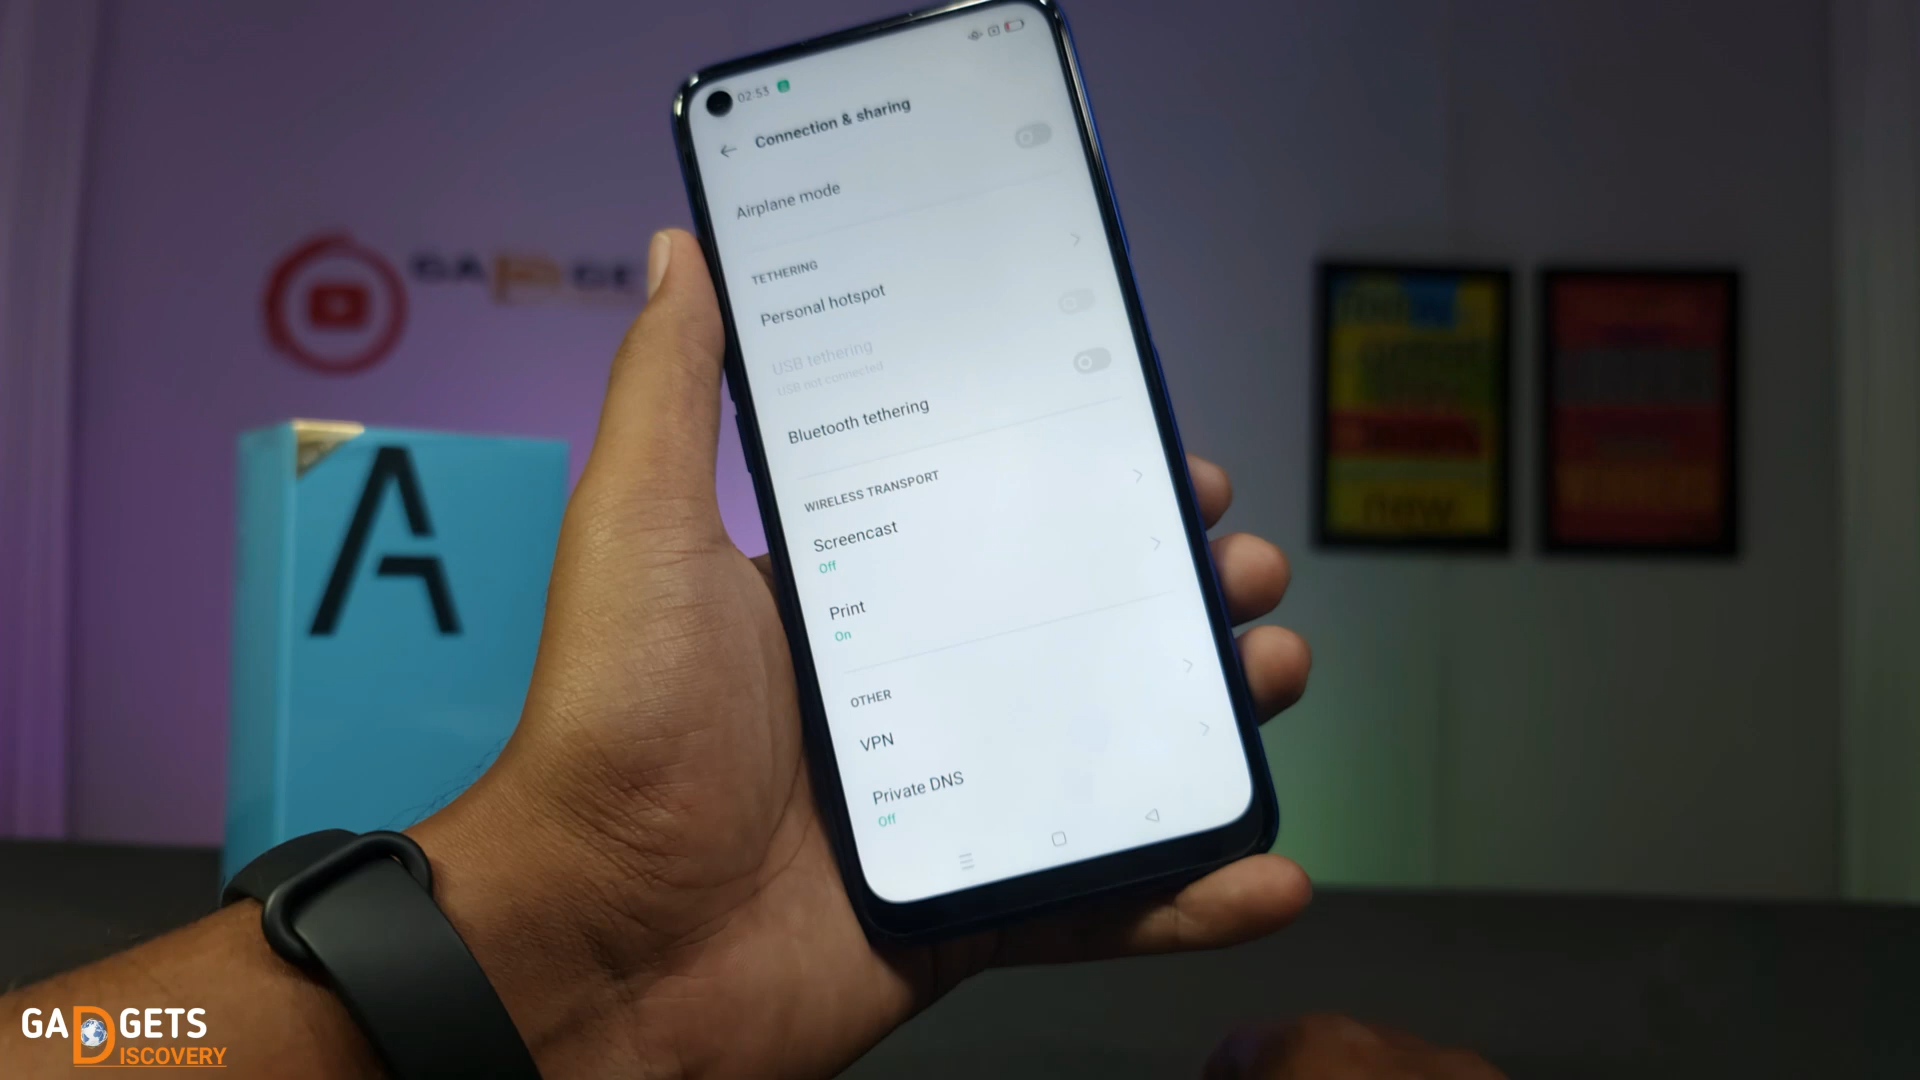 02:53
Connection & sharing
Airplane mode
TETHERING
Personal hotspot
USB tethering
USB not connected
Bluetooth tethering
WIRELESS TRANSPORT
Screencast
Off
Print
On
OTHER
VPN
Private DNS
Off
A
GADGETS
DISCOVERY